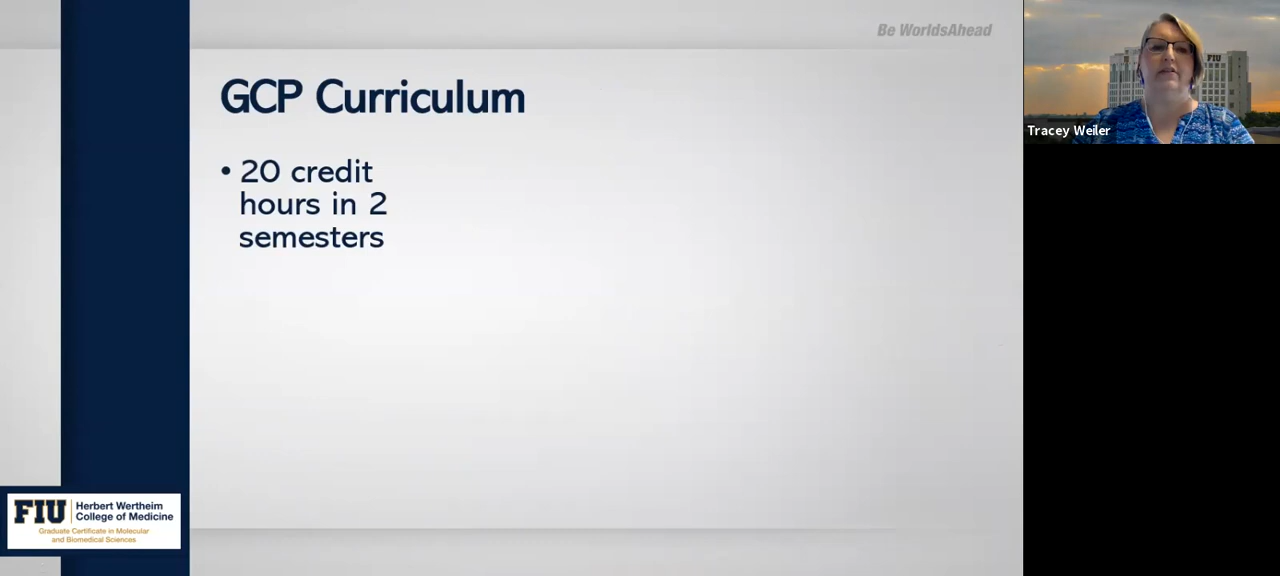 Be WorldsAhead
GCP Curriculum
• 20 credit
hours in 2
semesters
FIU
Tracey Weiler
FIU
Herbert Wertheim
College of Medicine
Graduate Certificate in Molecular
and Biomedical Sciences